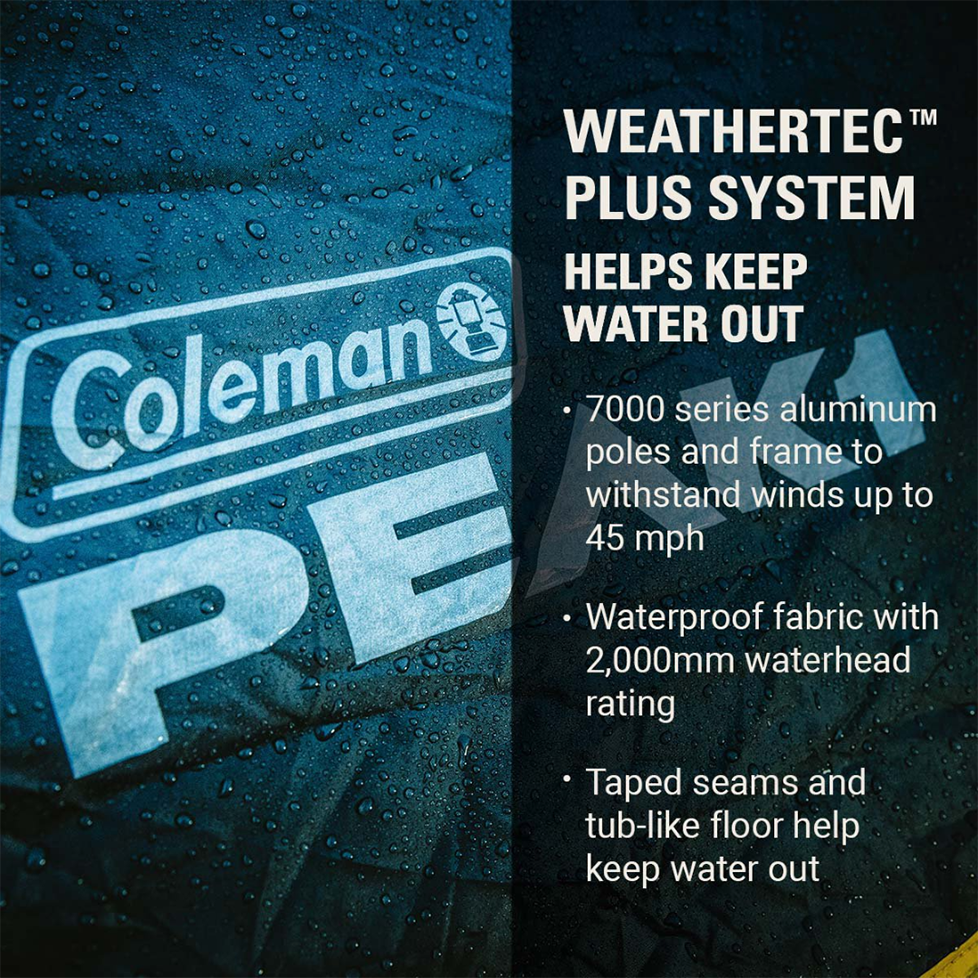 Coleman
PEAK1
WEATHERTEC™
PLUS SYSTEM
HELPS KEEP
WATER OUT
• 7000 series aluminum
poles and frame to
withstand winds up to
45 mph
• Waterproof fabric with
2,000mm waterhead
rating
• Taped seams and
tub-like floor help
keep water out